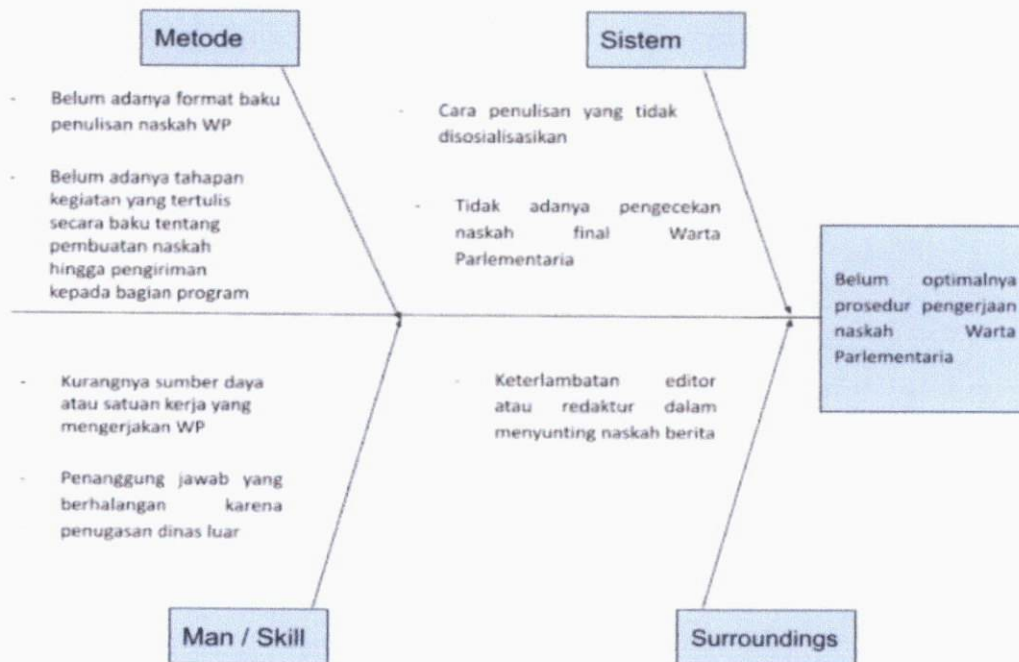 Metode
Sistem
- Belum adanya format baku
penulisan naskah WP
- Belum adanya tahapan
kegiatan yang tertulis
secara baku tentang
pembuatan naskah
hingga pengiriman
kepada bagian program
- Cara penulisan yang tidak
disosialisasikan
- Tidak adanya pengecekan
naskah final Warta
Parlementaria
Belum optimalnya
prosedur pengerjaan
naskah Warta
Parlementaria
- Kurangnya sumber daya
atau satuan kerja yang
mengerjakan WP
- Penanggung jawab yang
berhalangan karena
penugasan dinas luar
- Keterlambatan editor
atau redaktur dalam
menyunting naskah berita
Man / Skill
Surroundings